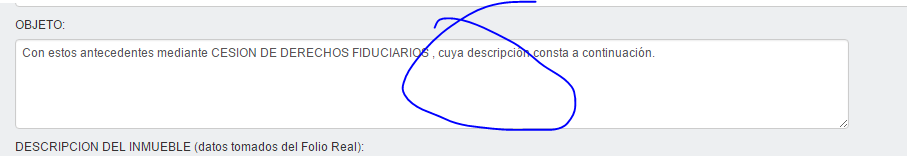 OBJETO:
Con estos antecedentes mediante CESION DE DERECHOS FIDUCIARIOS , cuya descripción consta a continuación.
DESCRIPCION DEL INMUEBLE (datos tomados del Folio Real):